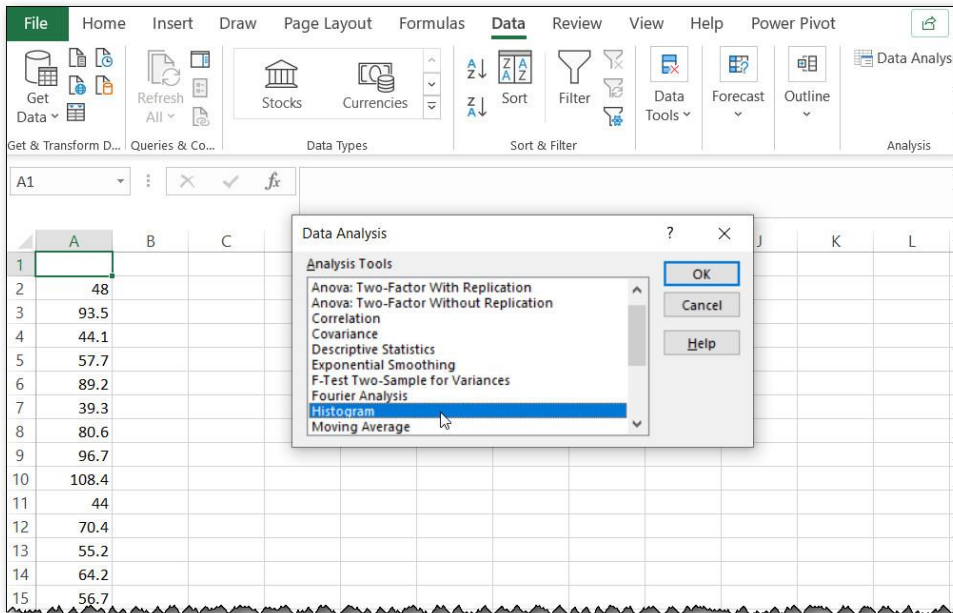 File Home Insert Draw Page Layout Formulas Data Review View Help Power Pivot
Get Data
Refresh All
Stocks
Currencies
Sort
Filter
Data Tools
Forecast
Outline
Data Analys
Get & Transform D... Queries & Co... Data Types Sort & Filter Analysis
A1 fx
A B C J K L
Data Analysis ? 
Analysis Tools
Anova: Two-Factor With Replication
Anova: Two-Factor Without Replication
Correlation
Covariance
Descriptive Statistics
Exponential Smoothing
F-Test Two-Sample for Variances
Fourier Analysis
Histogram
Moving Average
OK
Cancel
Help
1
2 48
3 93.5
4 44.1
5 57.7
6 89.2
7 39.3
8 80.6
9 96.7
10 108.4
11 44
12 70.4
13 55.2
14 64.2
15 56.7